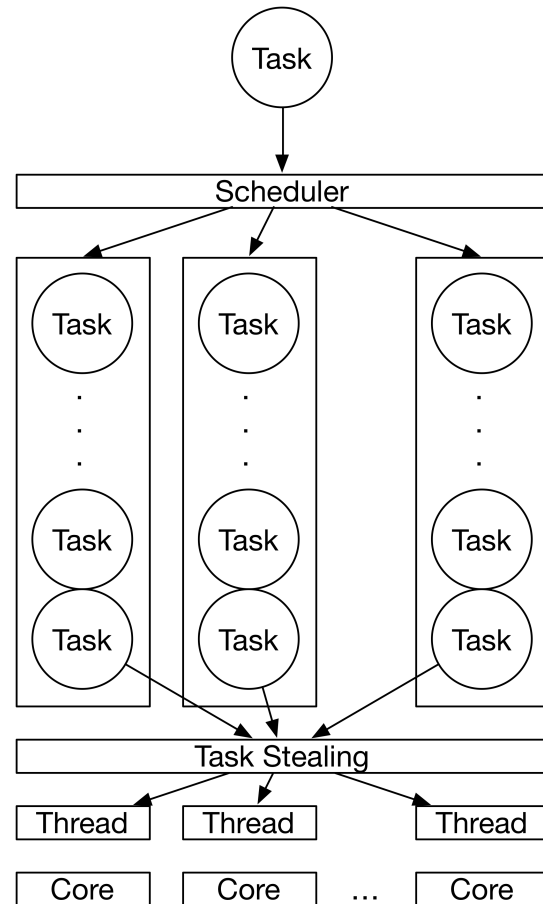 Task
Scheduler
Task Task Task
. . .
. . .
. . .
Task Task Task
Task Task Task
Task Stealing
Thread Thread Thread
Core Core ... Core